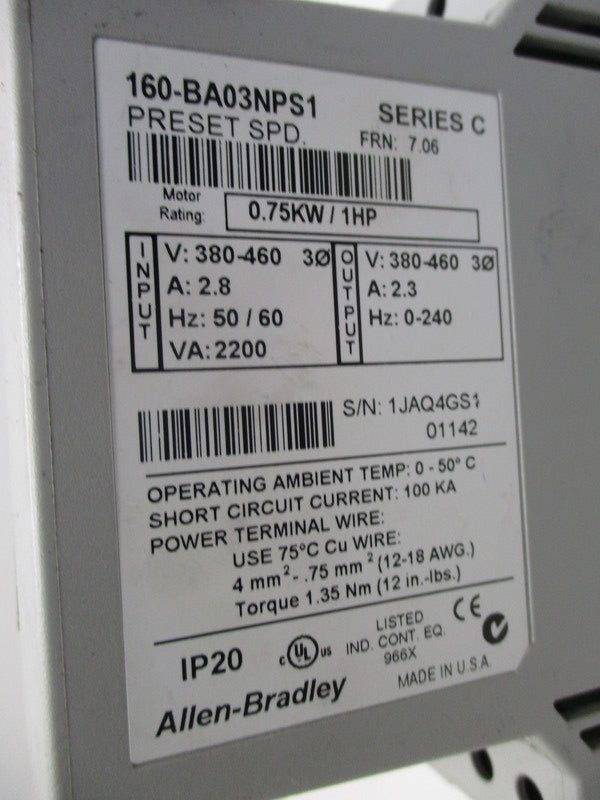 160-BA03NPS1 SERIES C
PRESET SPD. FRN: 7.06
Motor Rating: 0.75KW / 1HP
INPUT
V: 380-460 3Ø
A: 2.8
Hz: 50 / 60
VA: 2200
OUTPUT
V: 380-460 3Ø
A: 2.3
Hz: 0-240
S/N: 1JAQ4GS1
01142
OPERATING AMBIENT TEMP: 0 - 50° C
SHORT CIRCUIT CURRENT: 100 KA
POWER TERMINAL WIRE:
USE 75°C Cu WIRE:
4 mm² - .75 mm² (12-18 AWG.)
Torque 1.35 Nm (12 in.-lbs.)
IP20
c UL us
LISTED
IND. CONT. EQ.
966X
CE
Allen-Bradley
MADE IN U.S.A.